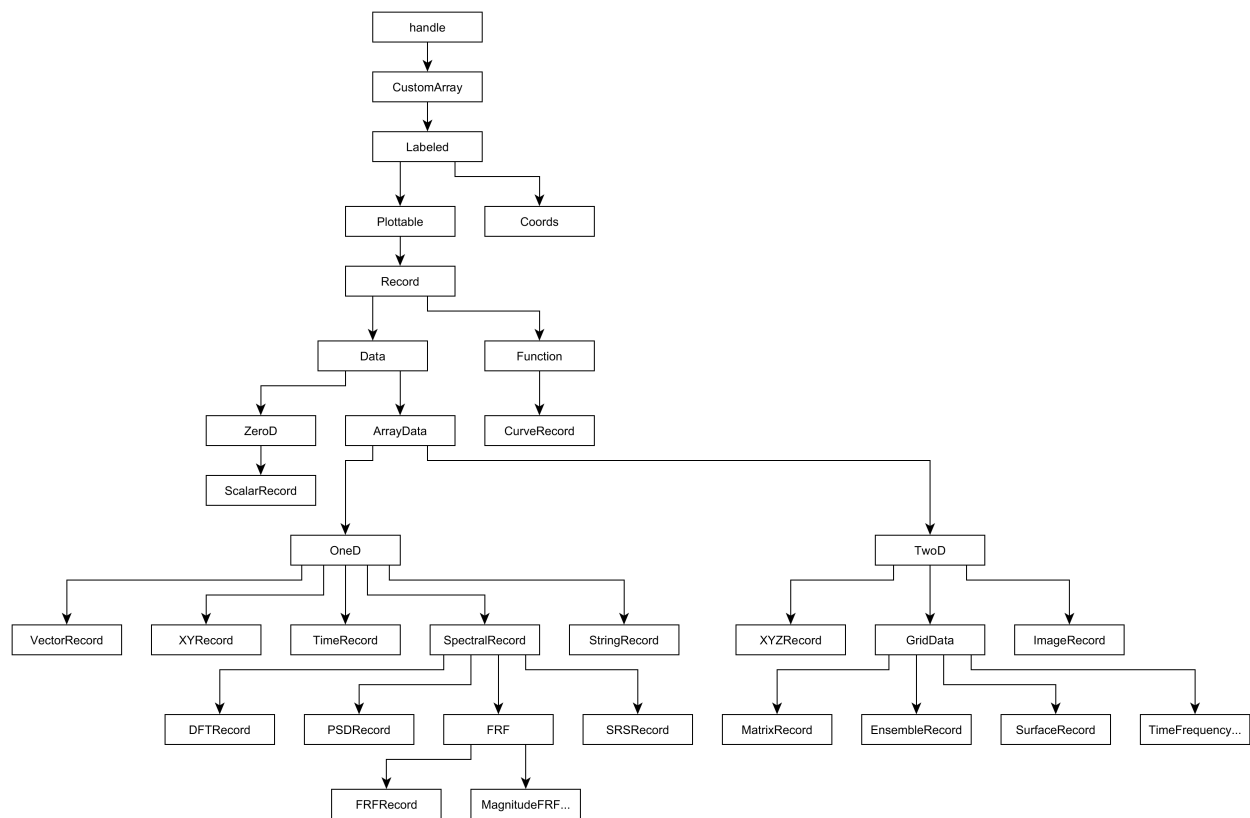 handle
CustomArray
Labeled
Plottable
Coords
Record
Data
Function
ZeroD
ArrayData
CurveRecord
ScalarRecord
OneD
TwoD
VectorRecord
XYRecord
TimeRecord
SpectralRecord
StringRecord
XYZRecord
GridData
ImageRecord
DFTRecord
PSDRecord
FRF
SRSRecord
MatrixRecord
EnsembleRecord
SurfaceRecord
TimeFrequency...
FRFRecord
MagnitudeFRF...